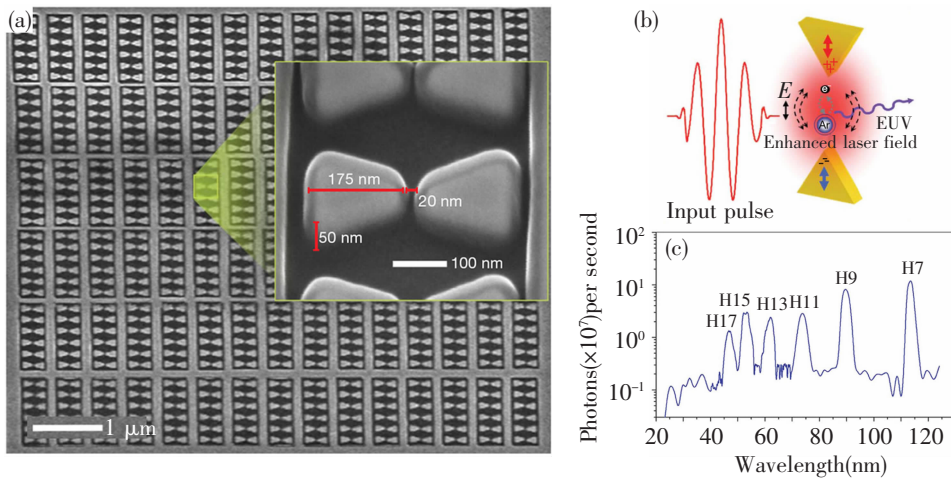 (a)
175 nm
20 nm
50 nm
100 nm
1 μm
(b)
E
e
Ar
EUV
Enhanced laser field
Input pulse
(c)
Photons(×10⁷)per second
10²
10¹
10⁰
10⁻¹
H17
H15
H13
H11
H9
H7
20 40 60 80 100 120
Wavelength(nm)